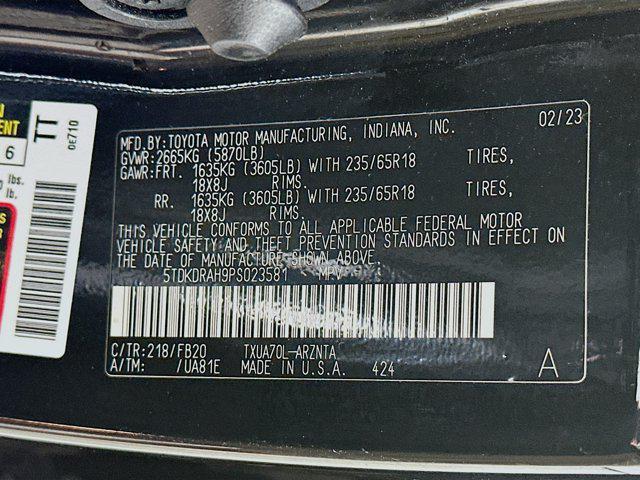 MENT
TT
OE710
6
lbs.
lb.
MFD.BY:TOYOTA MOTOR MANUFACTURING, INDIANA, INC. 02/23
GVWR:2665KG (5870LB)
GAWR:FRT. 1635KG (3605LB) WITH 235/65R18 TIRES,
18X8J RIMS.
RR. 1635KG (3605LB) WITH 235/65R18 TIRES,
18X8J RIMS.
THIS VEHICLE CONFORMS TO ALL APPLICABLE FEDERAL MOTOR
VEHICLE SAFETY AND THEFT PREVENTION STANDARDS IN EFFECT ON
THE DATE OF MANUFACTURE SHOWN ABOVE.
5TDKDRAH9PS023581 MPV
C/TR:218/FB20 TXUA70L-ARZNTA
A/TM: /UA81E MADE IN U.S.A. 424 A